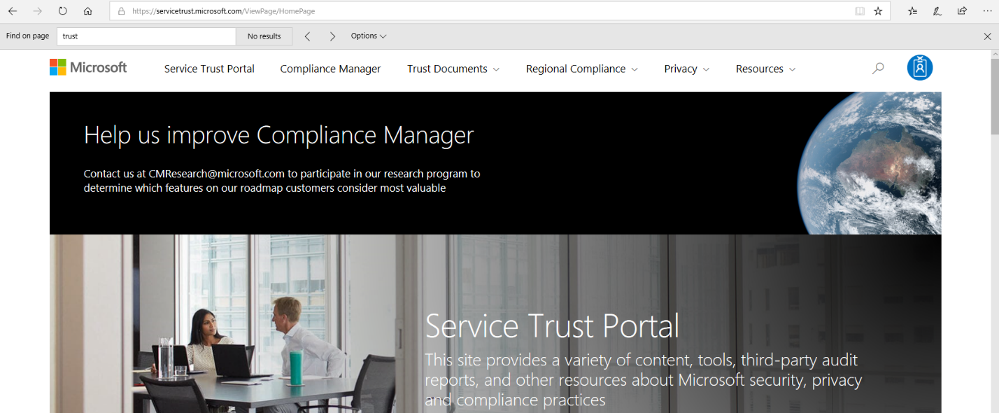 https://servicetrust.microsoft.com/ViewPage/HomePage
Find on page trust No results Options
Microsoft Service Trust Portal Compliance Manager Trust Documents Regional Compliance Privacy Resources
Help us improve Compliance Manager
Contact us at CMResearch@microsoft.com to participate in our research program to
determine which features on our roadmap customers consider most valuable
Service Trust Portal
This site provides a variety of content, tools, third-party audit
reports, and other resources about Microsoft security, privacy
and compliance practices